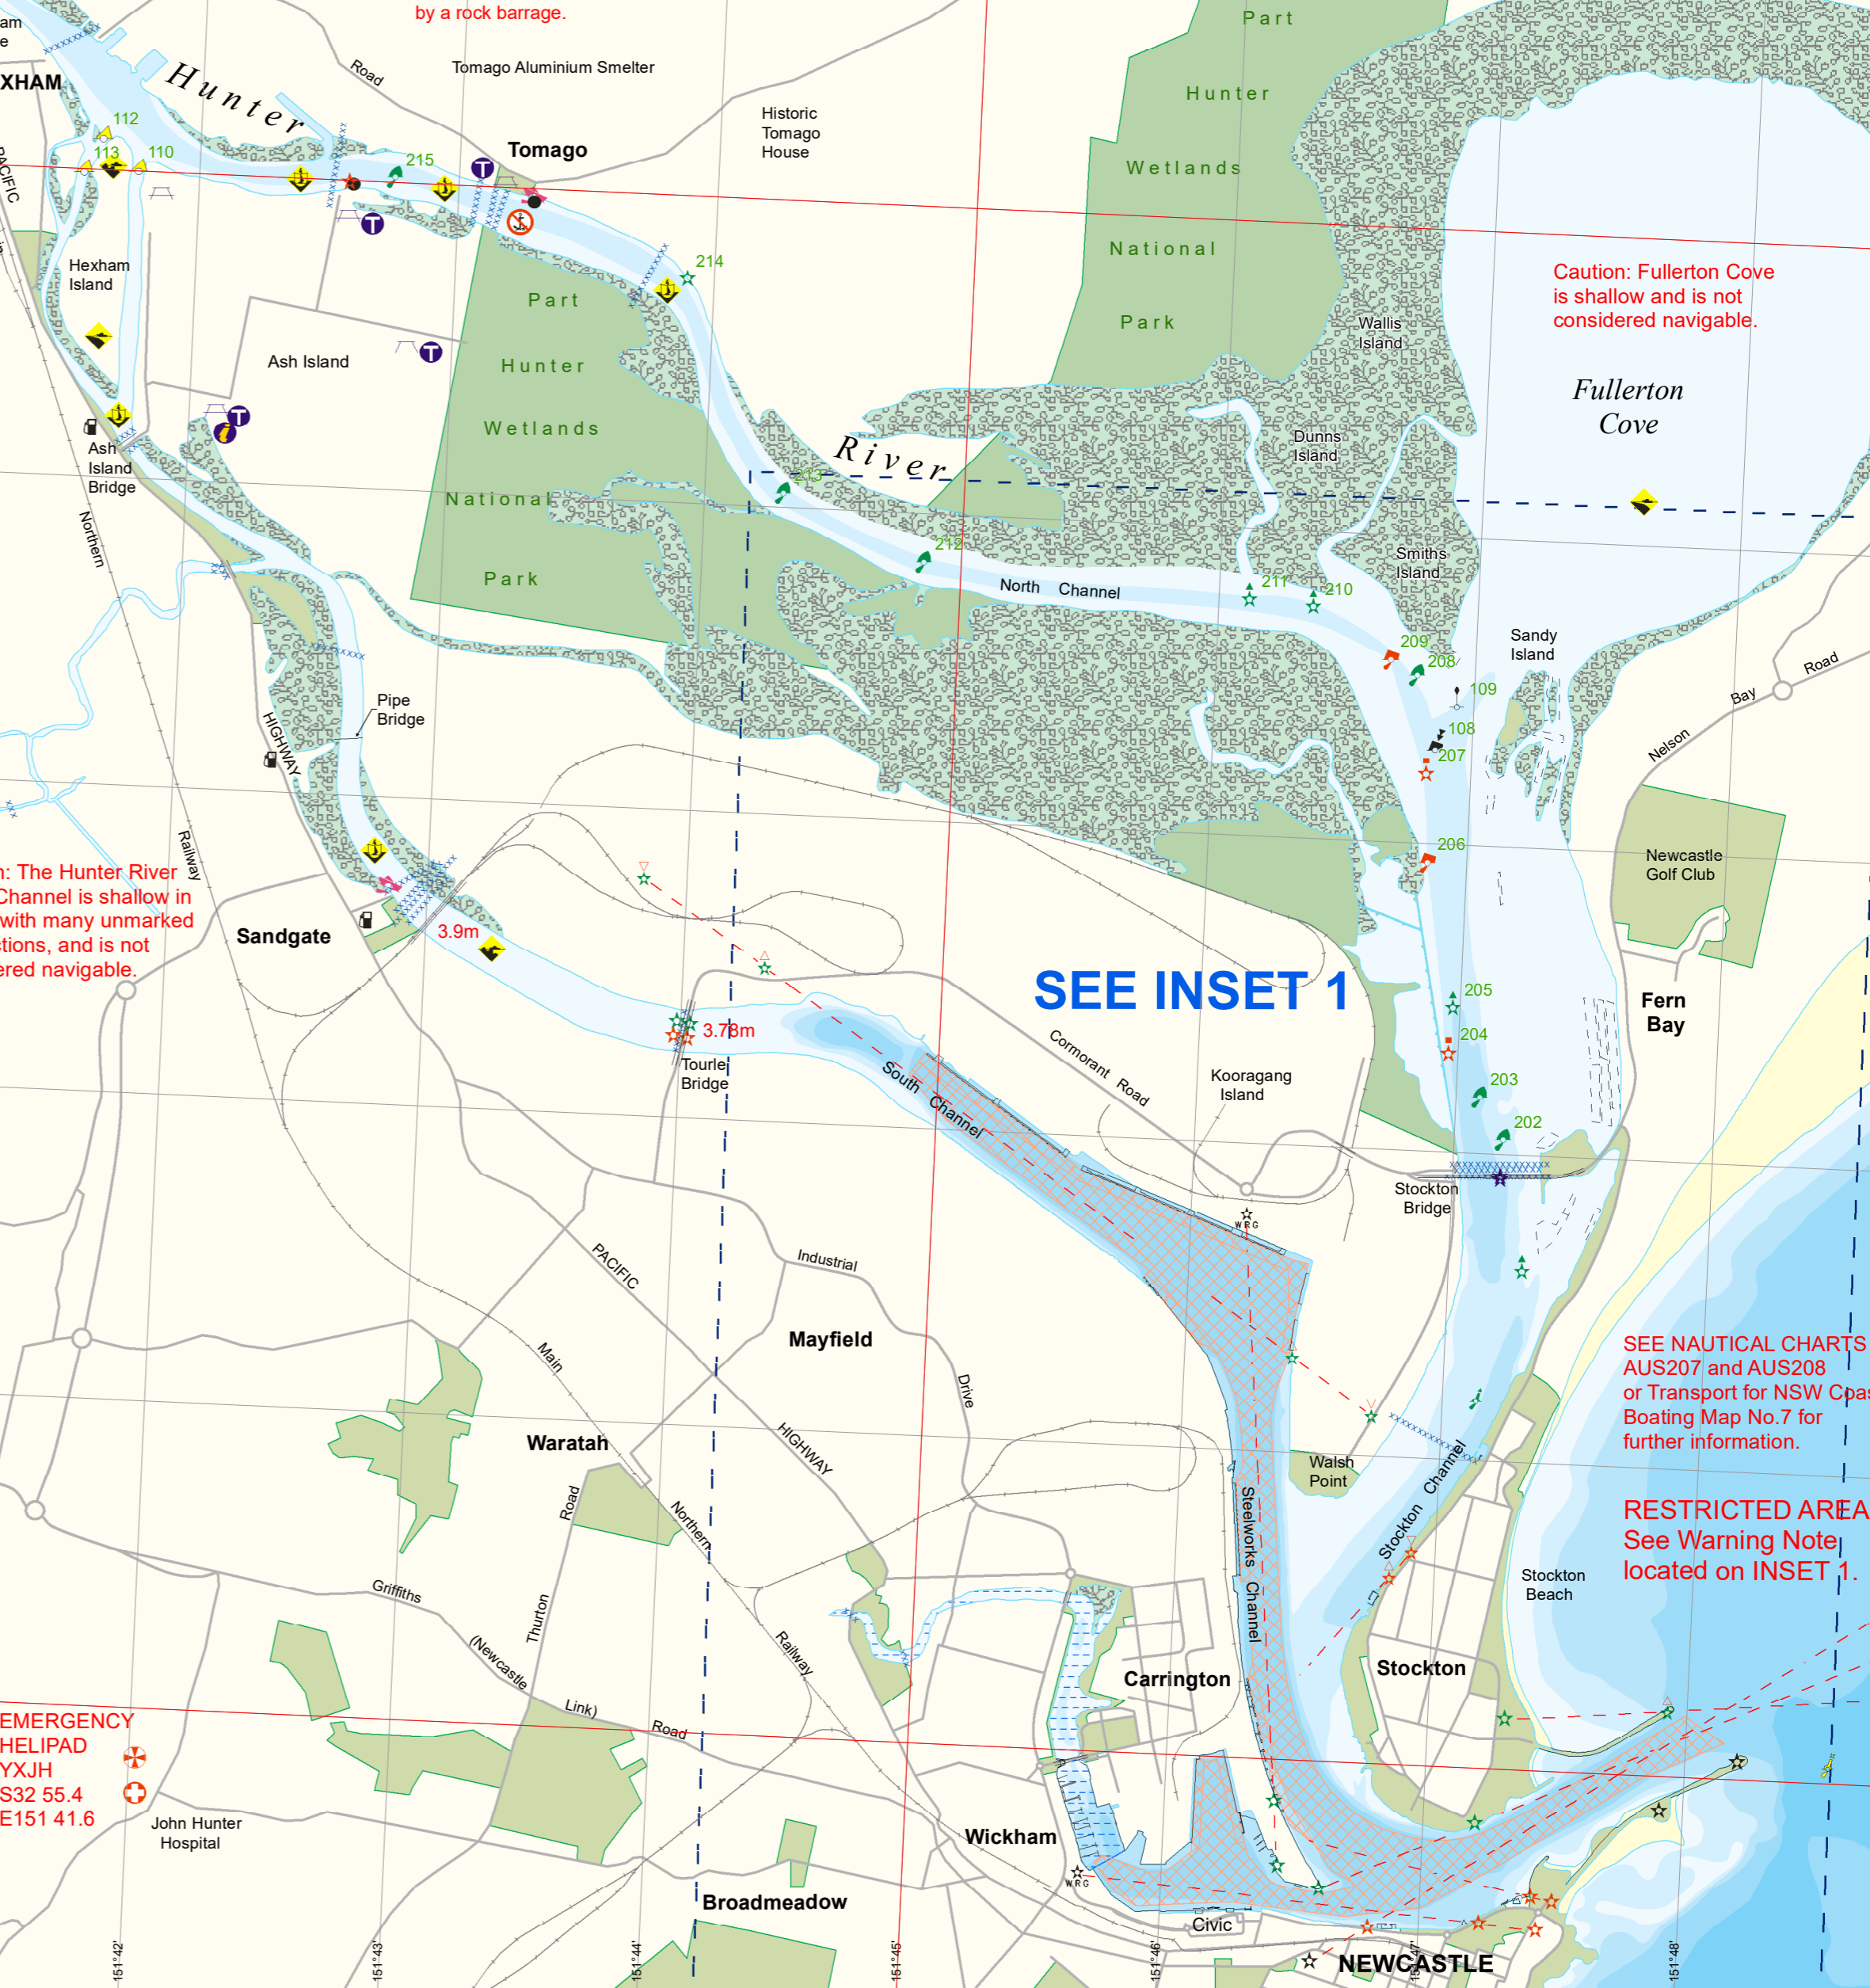 am
e
XHAM
by a rock barrage.
Hunter
Road
Tomago Aluminium Smelter
Historic
Tomago
House
Part
Hunter
Wetlands
National
Park
112
113
110
215
Tomago
PACIFIC
Hexham
Island
214
Part
Hunter
Wetlands
National
Park
Ash Island
Caution: Fullerton Cove
is shallow and is not
considered navigable.
Wallis
Island
Fullerton
Cove
Ash
Island
Bridge
River
213
Dunns
Island
Northern
212
North Channel
211
210
Smiths
Island
209
208
Sandy
Island
109
108
207
Bay
Road
Nelson
Pipe
Bridge
HIGHWAY
206
Newcastle
Golf Club
Railway
n: The Hunter River
Channel is shallow in
with many unmarked
ctions, and is not
ered navigable.
Sandgate
3.9m
SEE INSET 1
205
204
Fern
Bay
3.78m
Tourle
Bridge
South Channel
Cormorant Road
Kooragang
Island
203
202
Stockton
Bridge
WRG
PACIFIC
Industrial
Mayfield
Main
Drive
SEE NAUTICAL CHARTS
AUS207 and AUS208
or Transport for NSW Coas
Boating Map No.7 for
further information.
Waratah
HIGHWAY
Walsh
Point
Road
Northern
Steelworks Channel
Stockton Channel
RESTRICTED AREA
See Warning Note
located on INSET 1.
Stockton
Beach
Griffiths
Thurton
(Newcastle
Railway
Link)
Road
Carrington
Stockton
EMERGENCY
HELIPAD
YXJH
S32 55.4
E151 41.6
John Hunter
Hospital
Wickham
WRG
Broadmeadow
Civic
NEWCASTLE
151°42'
151°43'
151°44'
151°45'
151°46'
151°47'
151°48'